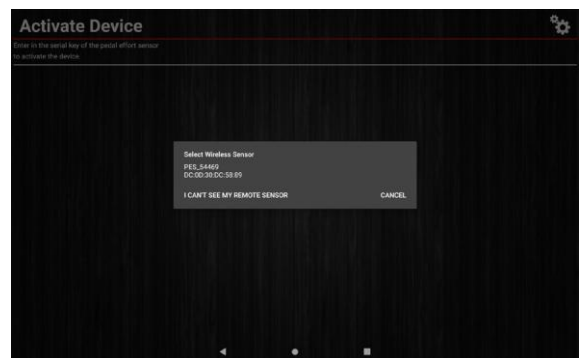 Activate Device
Enter in the serial key of the pedal effort sensor
to activate the device.
Select Wireless Sensor
PES_54469
DC:0D:30:DC:58:89
I CAN'T SEE MY REMOTE SENSOR
CANCEL